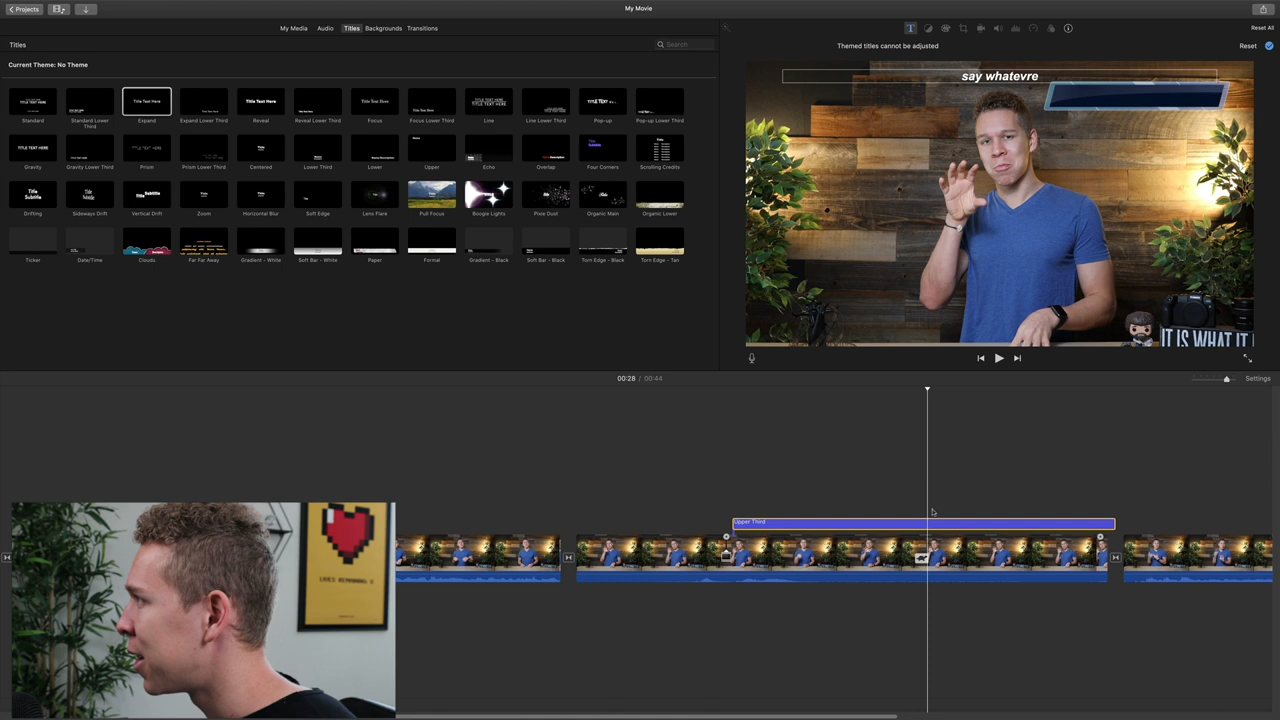 Projects
My Movie
My Media
Audio
Titles
Backgrounds
Transitions
Reset All
Titles
Search
Themed titles cannot be adjusted
Reset
Current Theme: No Theme
say whatevre
Standard
Standard Lower Third
Expand
Expand Lower Third
Reveal
Reveal Lower Third
Focus
Focus Lower Third
Line
Line Lower Third
Pop-up
Pop-up Lower Third
Gravity
Gravity Lower Third
Prism
Prism Lower Third
Centered
Lower Third
Lower
Upper
Echo
Overlap
Four Corners
Scrolling Credits
Drifting
Sideways Drift
Vertical Drift
Zoom
Horizontal Blur
Soft Edge
Lens Flare
Pull Focus
Boogie Lights
Pixie Dust
Organic Main
Organic Lower
Ticker
Date/Time
Clouds
Far Far Away
Gradient - White
Soft Bar - White
Paper
Formal
Gradient - Black
Soft Bar - Black
Torn Edge - Black
Torn Edge - Tan
IT IS WHAT IT I
00:28 / 00:44
Settings
Upper Third
LIVES REMAINING: 3